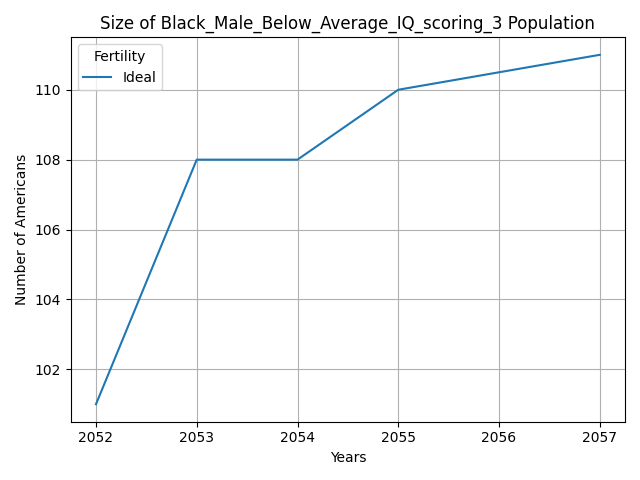 Size of Black_Male_Below_Average_IQ_scoring_3 Population
Fertility
Ideal
110
108
106
104
102
Number of Americans
2052 2053 2054 2055 2056 2057
Years